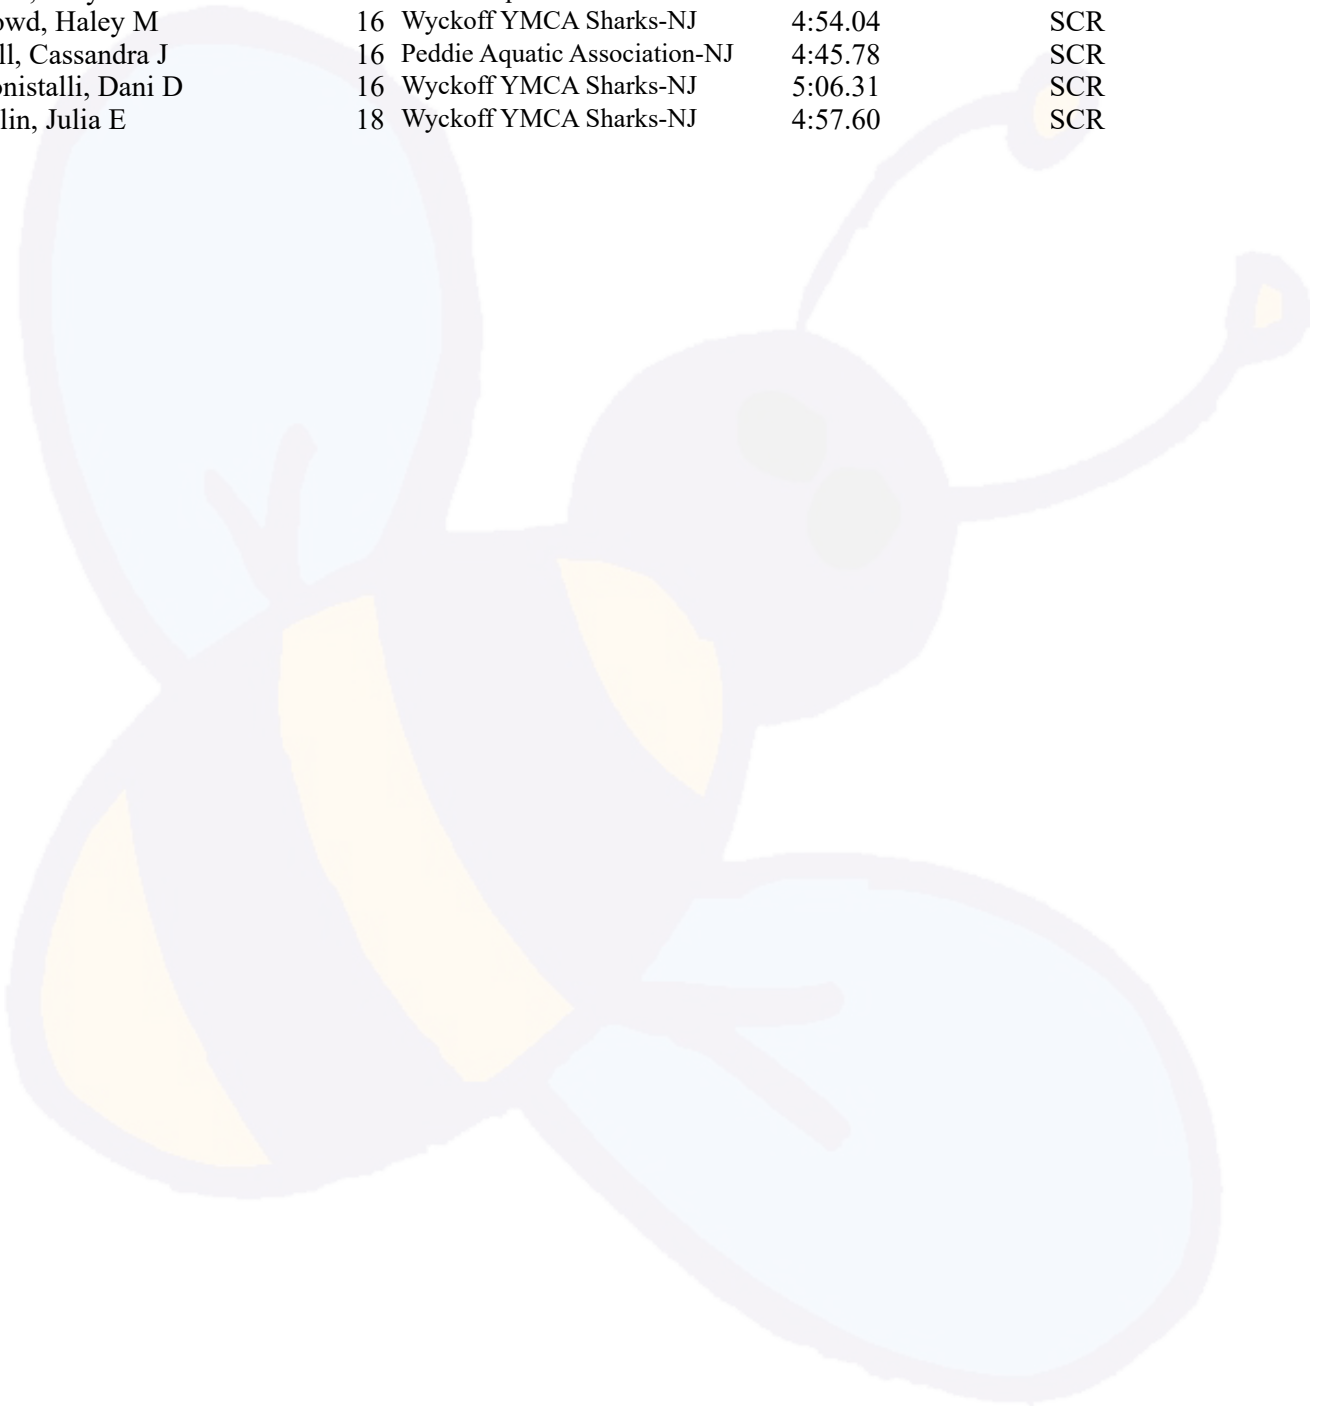 owd, Haley M 16 Wyckoff YMCA Sharks-NJ 4:54.04 SCR
ll, Cassandra J 16 Peddie Aquatic Association-NJ 4:45.78 SCR
onistalli, Dani D 16 Wyckoff YMCA Sharks-NJ 5:06.31 SCR
lin, Julia E 18 Wyckoff YMCA Sharks-NJ 4:57.60 SCR